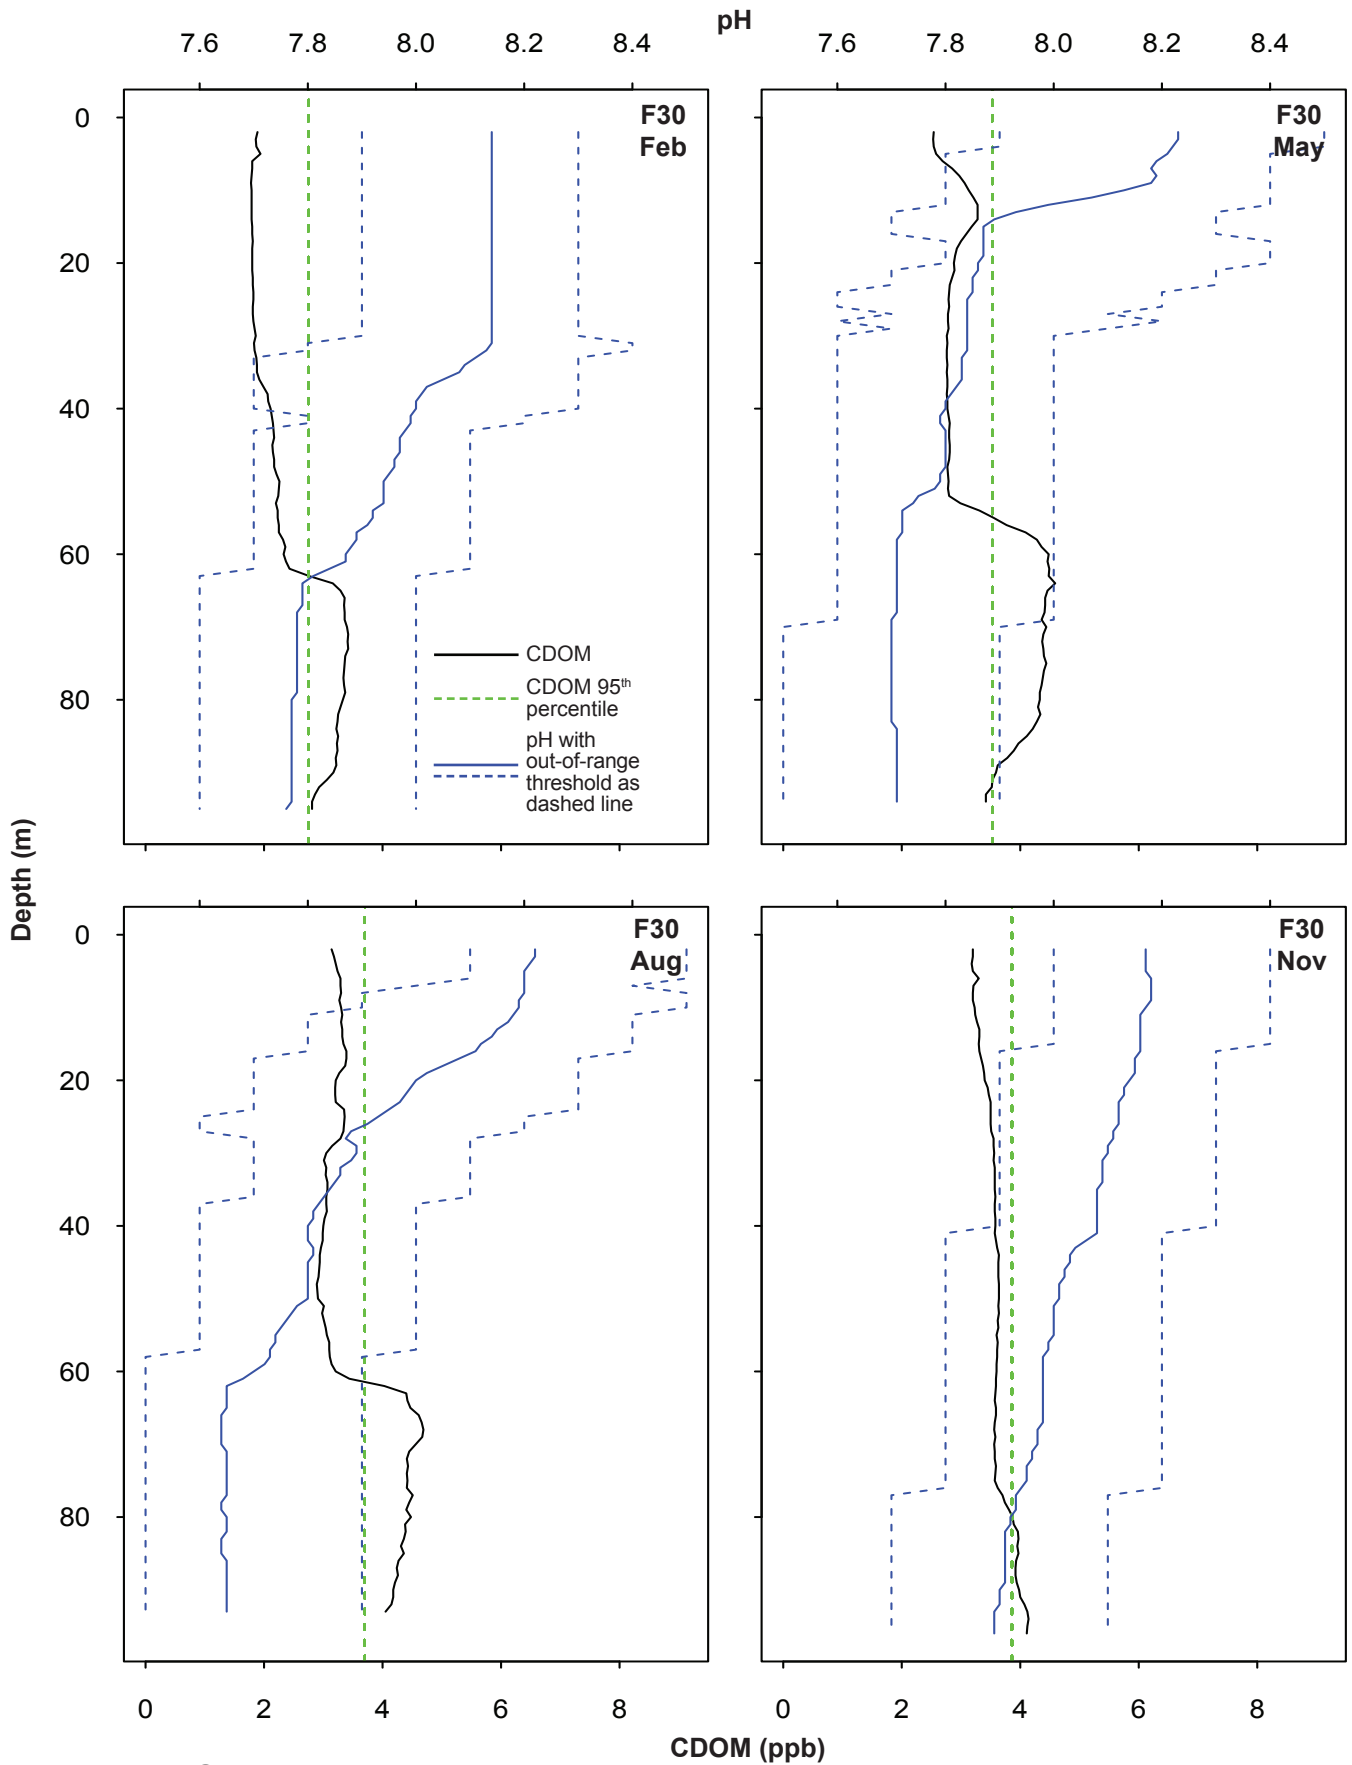 pH
7.6 7.8 8.0 8.2 8.4 7.6 7.8 8.0 8.2 8.4
F30
Feb
F30
May
0
20
40
60
80
CDOM
CDOM 95th
percentile
pH with
out-of-range
threshold as
dashed line
Depth (m)
F30
Aug
F30
Nov
0
20
40
60
80
0 2 4 6 8 0 2 4 6 8
CDOM (ppb)